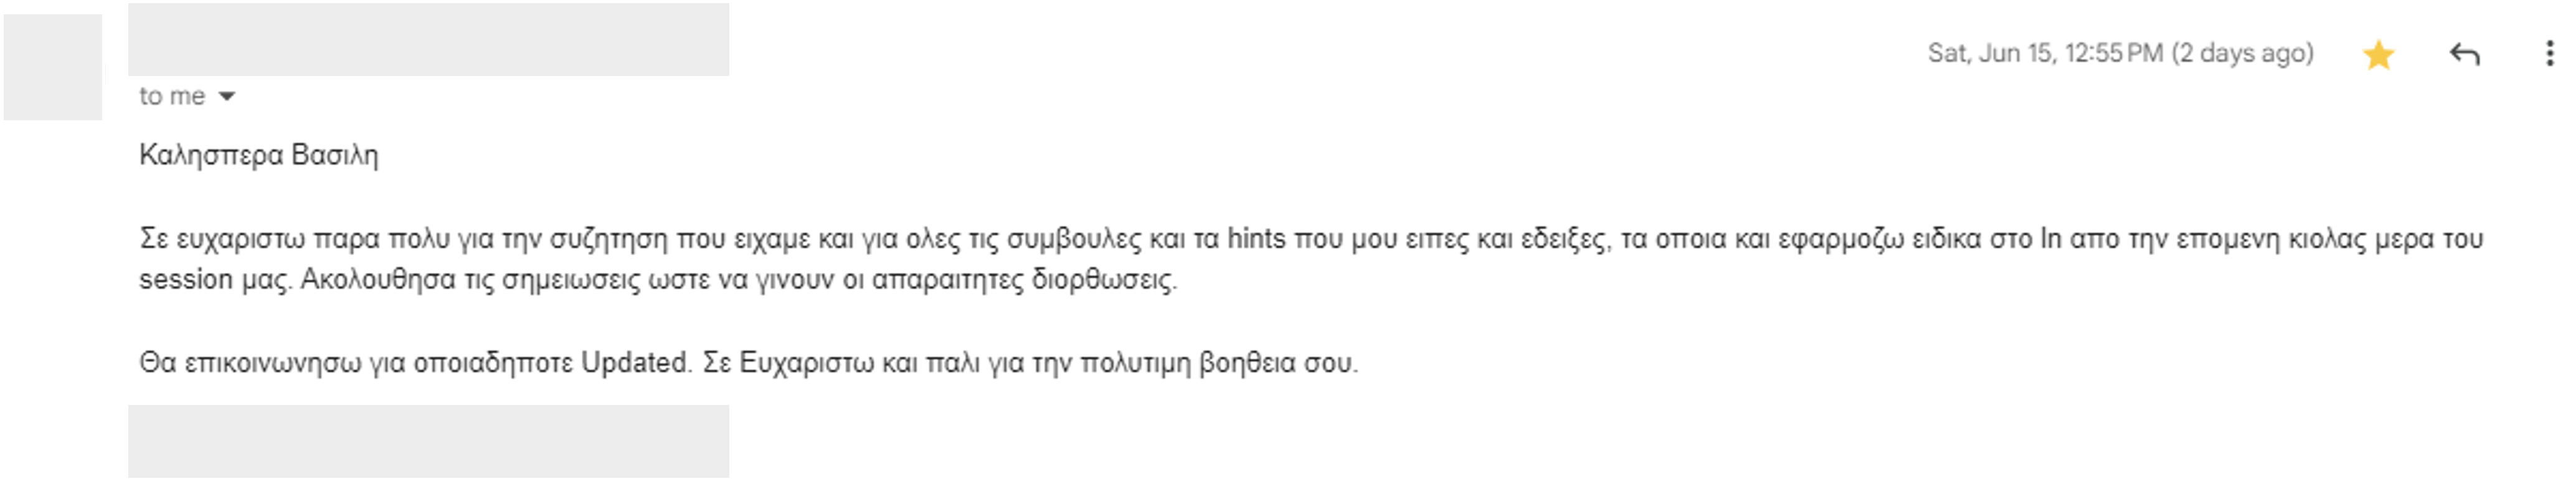 Sat, Jun 15, 12:55 PM (2 days ago)
to me
Καλησπερα Βασιλη
Σε ευχαριστω παρα πολυ για την συζητηση που ειχαμε και για ολες τις συμβουλες και τα hints που μου ειπες και εδειξες, τα οποια και εφαρμοζω ειδικα στο In απο την επομενη κιολας μερα του
session μας. Ακολουθησα τις σημειωσεις ωστε να γινουν οι απαραιτητες διορθωσεις.
Θα επικοινωνησω για οποιαδηποτε Updated. Σε Ευχαριστω και παλι για την πολυτιμη βοηθεια σου.